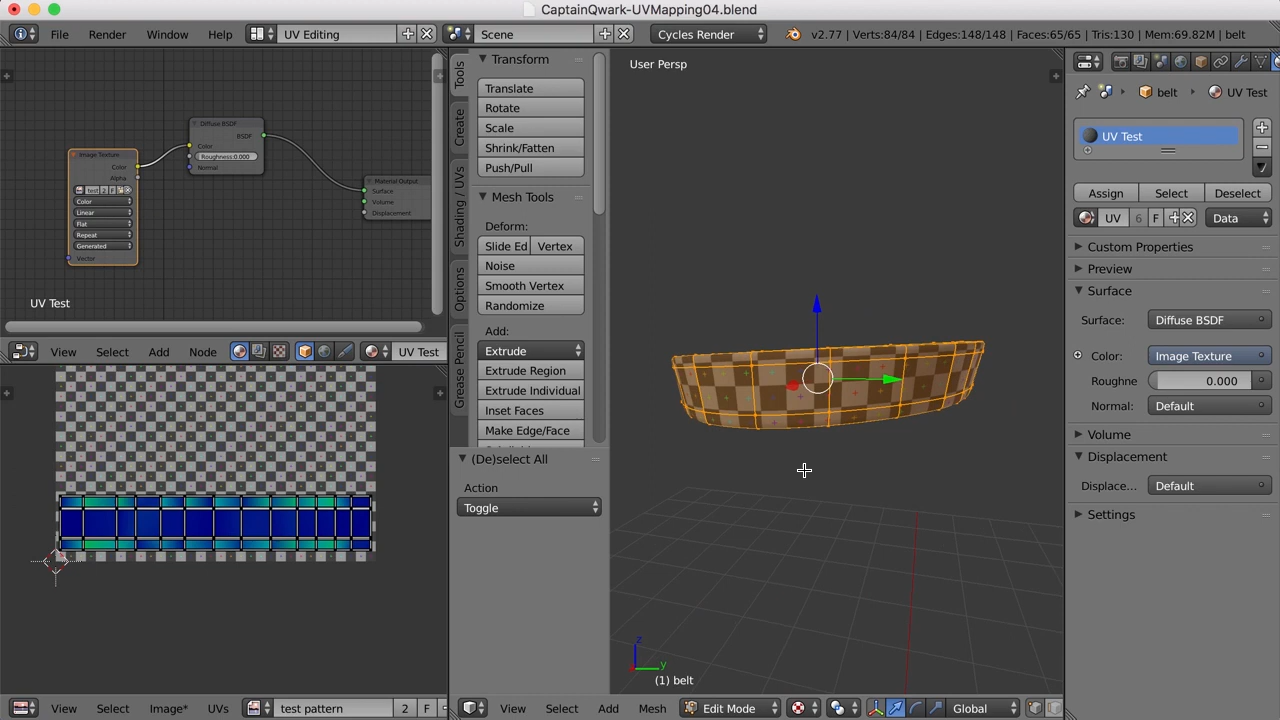 CaptainQwark-UVMapping04.blend
File Render Window Help UV Editing Scene Cycles Render v2.77 | Verts:84/84 | Edges:148/148 | Faces:65/65 | Tris:130 | Mem:69.82M | belt
Image Texture
Color
Alpha
test 2 F
Color
Linear
Flat
Repeat
Generated
Vector
Diffuse BSDF
BSDF
Color
Roughness:0.000
Normal
Material Output
Surface
Volume
Displacement
UV Test
View Select Add Node UV Test
View Select Image* UVs test pattern 2 F
Tools
Create
Shading / UVs
Options
Grease Pencil
Transform
Translate
Rotate
Scale
Shrink/Fatten
Push/Pull
Mesh Tools
Deform:
Slide Ed Vertex
Noise
Smooth Vertex
Randomize
Add:
Extrude
Extrude Region
Extrude Individual
Inset Faces
Make Edge/Face
(De)select All
Action
Toggle
User Persp
z
y
(1) belt
View Select Add Mesh Edit Mode Global
belt UV Test
UV Test
Assign Select Deselect
UV 6 F Data
Custom Properties
Preview
Surface
Surface: Diffuse BSDF
Color: Image Texture
Roughne 0.000
Normal: Default
Volume
Displacement
Displace... Default
Settings